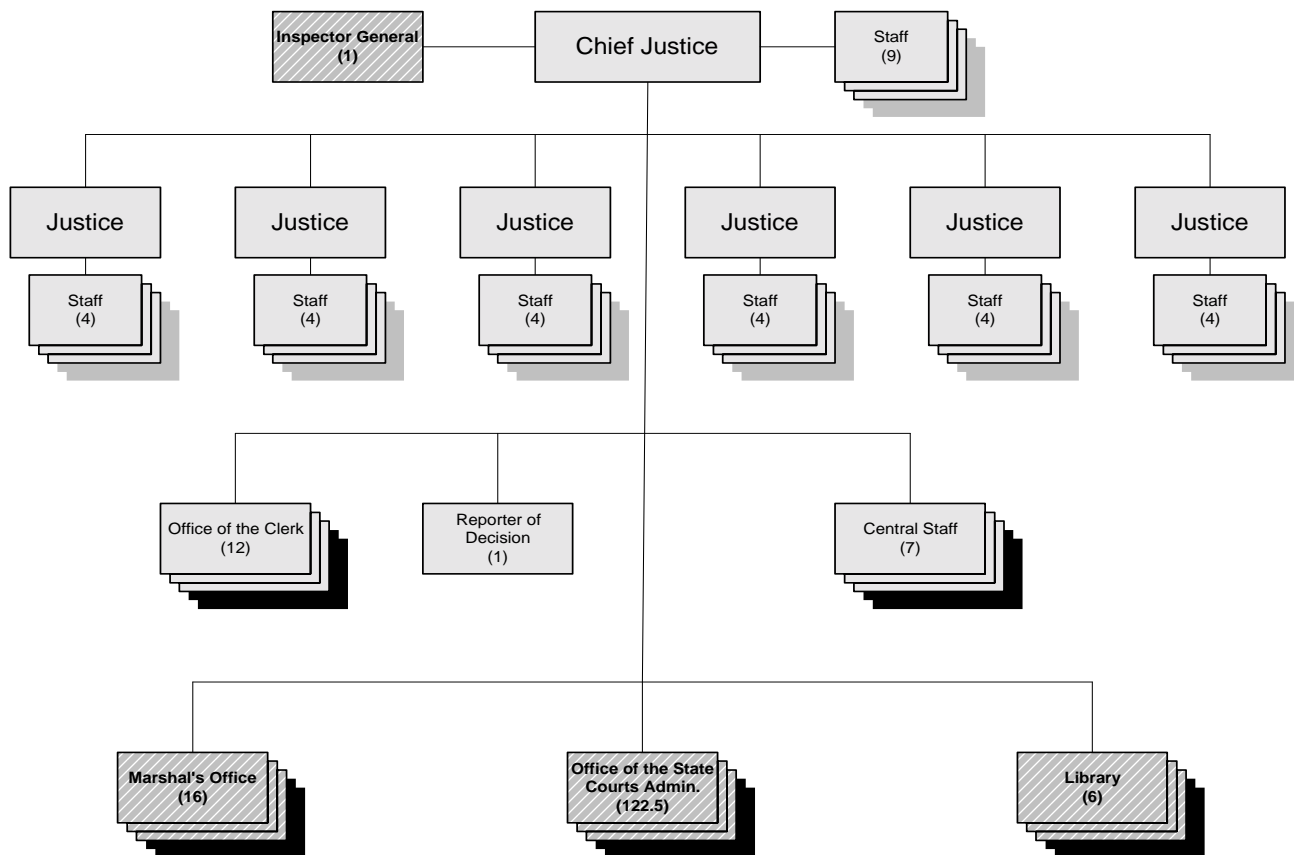 Inspector General
(1)
Chief Justice
Staff
(9)
Justice
Justice
Justice
Justice
Justice
Justice
Staff
(4)
Staff
(4)
Staff
(4)
Staff
(4)
Staff
(4)
Staff
(4)
Office of the Clerk
(12)
Reporter of
Decision
(1)
Central Staff
(7)
Marshal's Office
(16)
Office of the State
Courts Admin.
(122.5)
Library
(6)